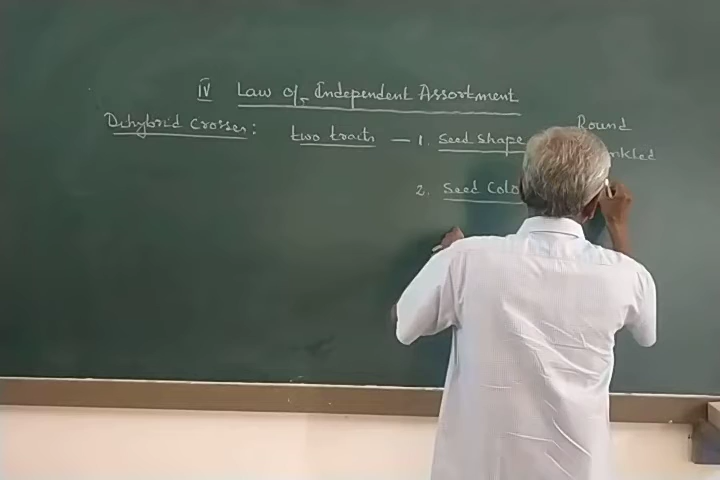 IV Law of Independent Assortment
Dihybrid Crosses: two traits — 1. Seed Shape Round
nkled
2. Seed Colo